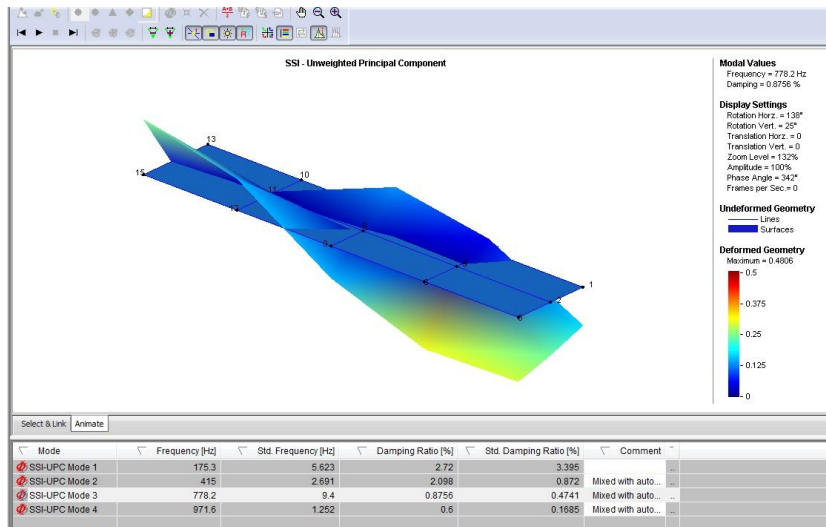 SSI - Unweighted Principal Component
Modal Values
Frequency = 778.2 Hz
Damping = 0.8756 %
Display Settings
Rotation Horz. = 138°
Rotation Vert. = 25°
Translation Horz. = 0
Translation Vert. = 0
Zoom Level = 132%
Amplitude = 100%
Phase Angle = 342°
Frames per Sec.= 0
Undeformed Geometry
Lines
Surfaces
Deformed Geometry
Maximum = 0.4806
0.5
0.375
0.25
0.125
0
13
15
10
11
12
9
1
2
Select & Link Animate
Mode Frequency [Hz] Std. Frequency [Hz] Damping Ratio [%] Std. Damping Ratio [%] Comment
SSI-UPC Mode 1 175.3 5.623 2.72 3.395 ..
SSI-UPC Mode 2 415 2.691 2.098 0.872 Mixed with auto... ..
SSI-UPC Mode 3 778.2 9.4 0.8756 0.4741 Mixed with auto... ..
SSI-UPC Mode 4 971.6 1.252 0.6 0.1685 Mixed with auto... ..